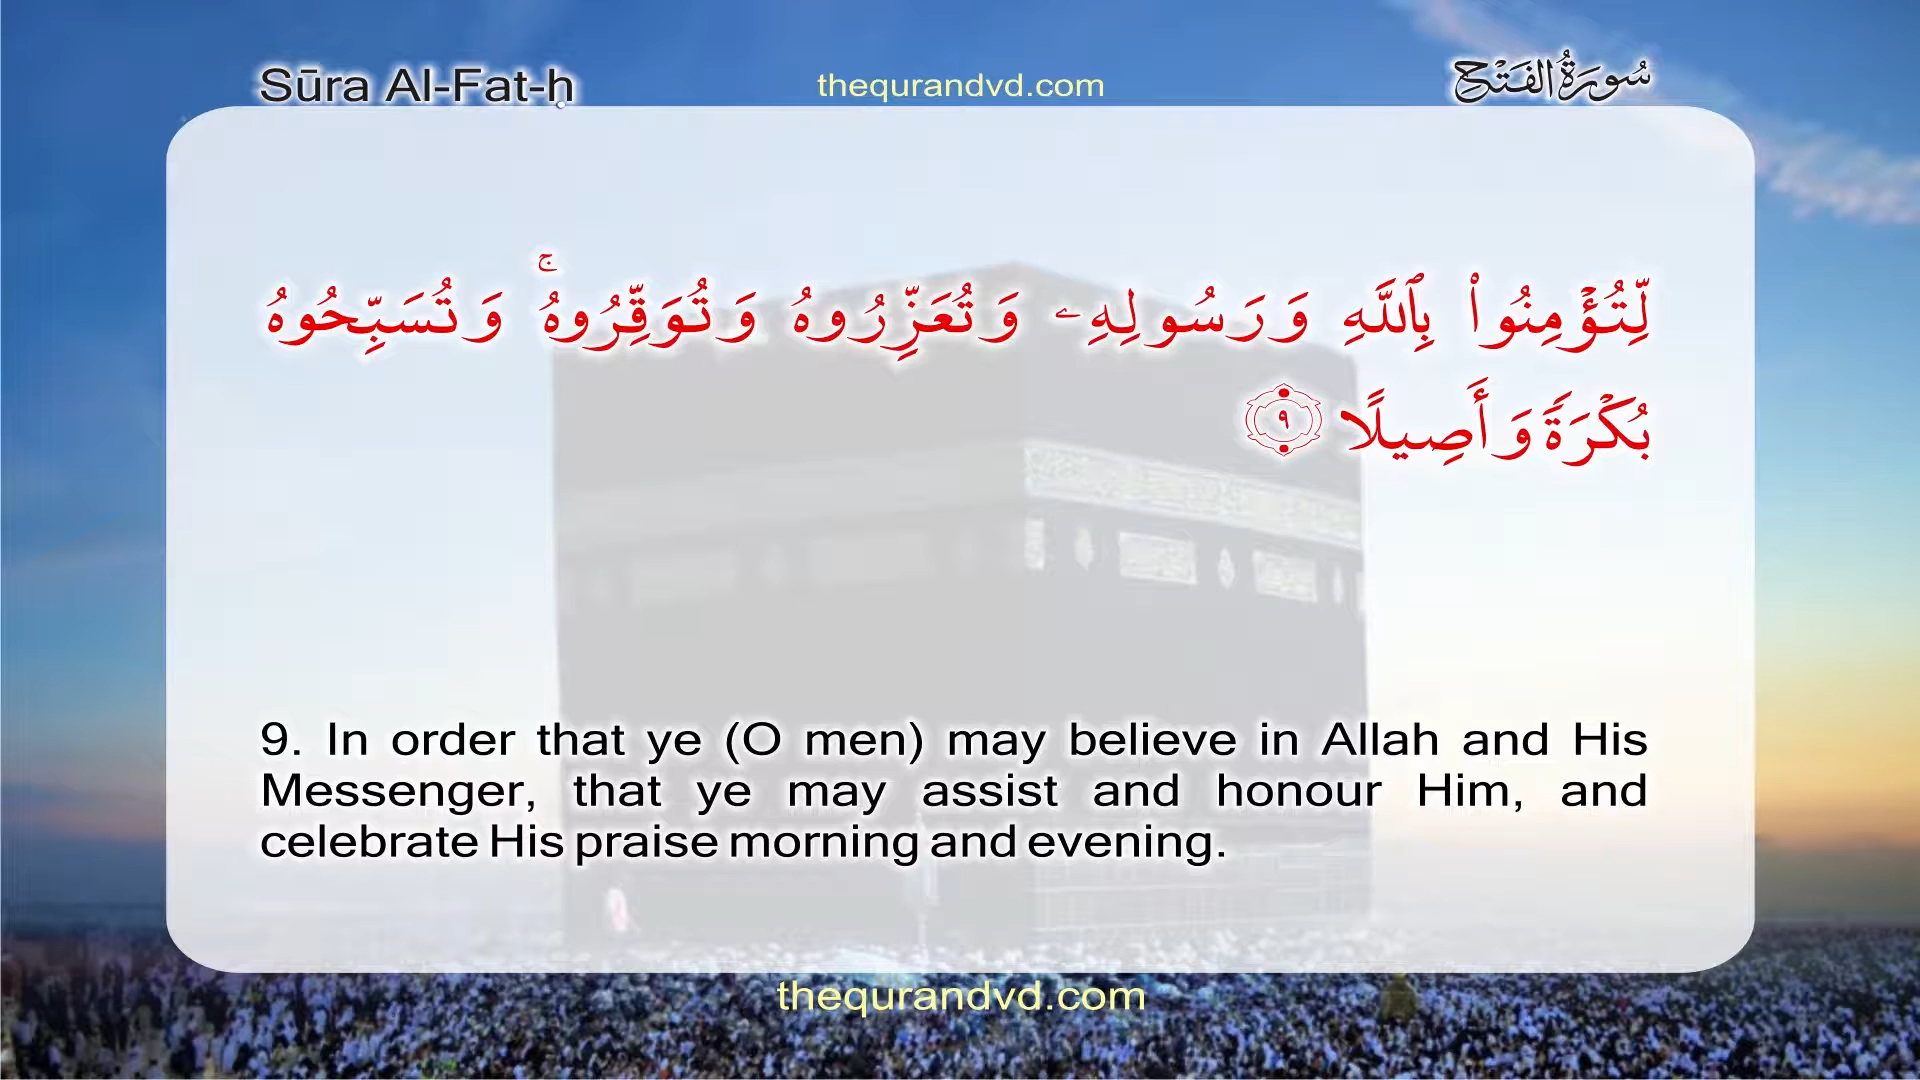 Sūra Al-Fat-ḥ
thequrandvd.com
سُورَةُ الفَتْح
لِّتُؤْمِنُوا۟ بِٱللَّهِ وَرَسُولِهِۦ وَتُعَزِّرُوهُ وَتُوَقِّرُوهُۚ وَتُسَبِّحُوهُ
بُكْرَةً وَأَصِيلًا ٩
9. In order that ye (O men) may believe in Allah and His
Messenger, that ye may assist and honour Him, and
celebrate His praise morning and evening.
thequrandvd.com